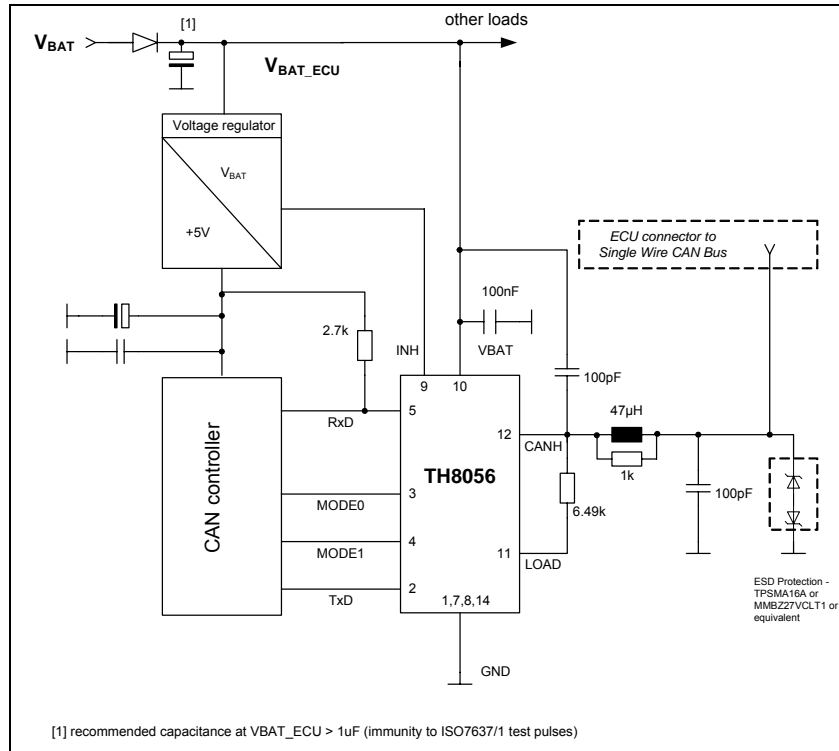 [1]
other loads
VBAT
VBAT_ECU
Voltage regulator
VBAT
+5V
ECU connector to
Single Wire CAN Bus
100nF
2.7k
INH
VBAT
9
10
100pF
47µH
5
RxD
12
CANH
1k
TH8056
CAN controller
3
MODE0
100pF
6.49k
4
MODE1
11
LOAD
2
TxD
1,7,8,14
ESD Protection -
TPSMA16A or
MMBZ27VCLT1 or
equivalent
GND
[1] recommended capacitance at VBAT_ECU > 1uF (immunity to ISO7637/1 test pulses)